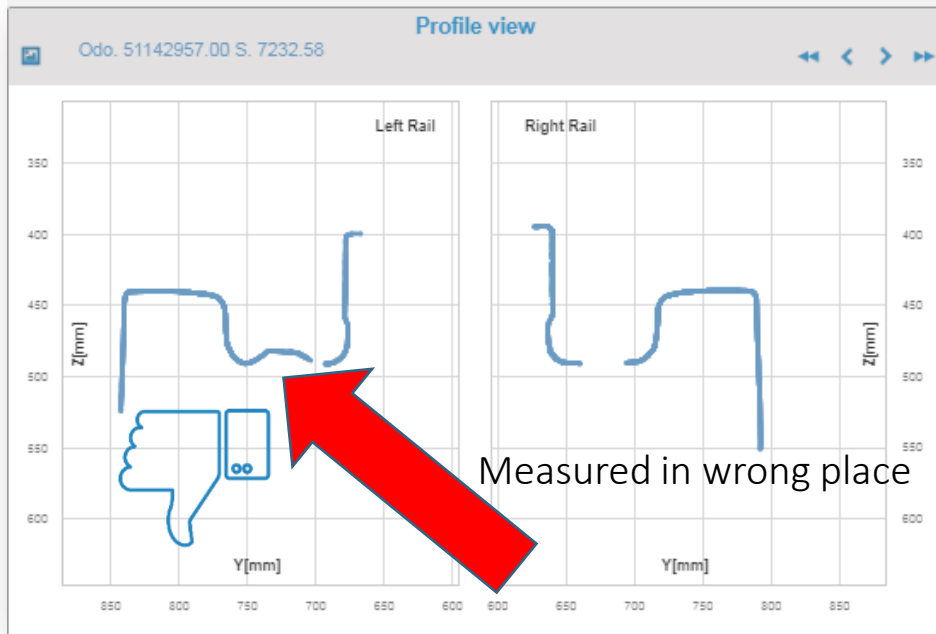 Profile view
Odo. 51142957.00 S. 7232.58
Left Rail
Right Rail
350
400
450
500
550
600
Z[mm]
Z[mm]
350
400
450
500
550
600
Measured in wrong place
Y[mm]
Y[mm]
850 800 750 700 650 600
600 650 700 750 800 850